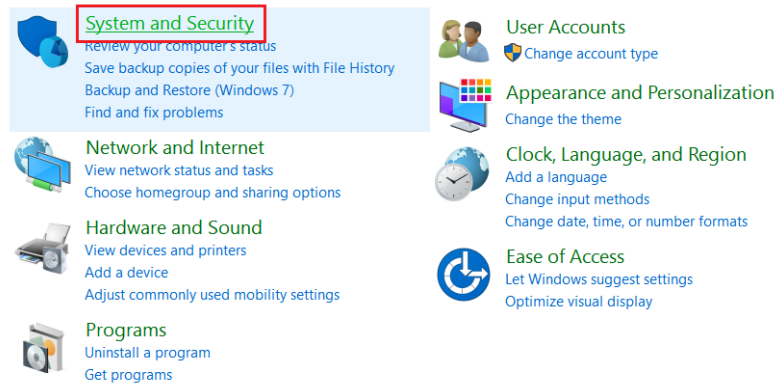 System and Security
Review your computer's status
Save backup copies of your files with File History
Backup and Restore (Windows 7)
Find and fix problems
Network and Internet
View network status and tasks
Choose homegroup and sharing options
Hardware and Sound
View devices and printers
Add a device
Adjust commonly used mobility settings
Programs
Uninstall a program
Get programs
User Accounts
Change account type
Appearance and Personalization
Change the theme
Clock, Language, and Region
Add a language
Change input methods
Change date, time, or number formats
Ease of Access
Let Windows suggest settings
Optimize visual display